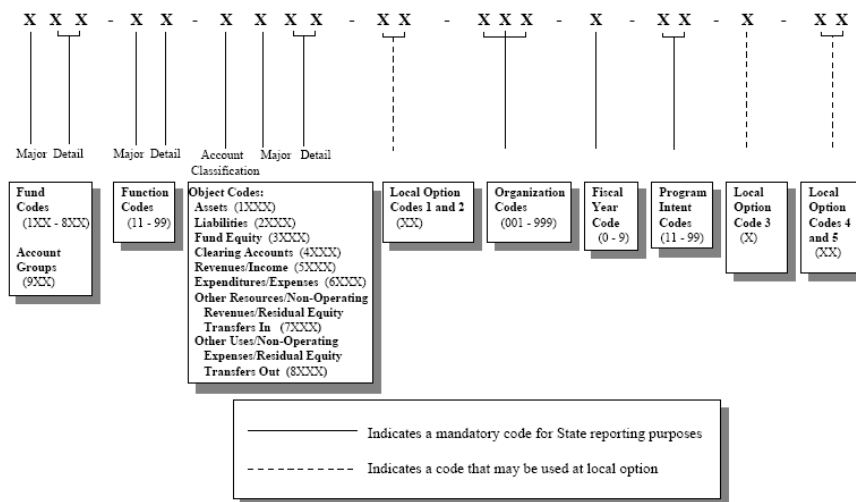 X X X - X X - X X X X - X X - X X X - X - X X - X - X X
Major Detail Major Detail Account Classification Major Detail
Fund
Codes
(1XX - 8XX)
Account
Groups
(9XX)
Function
Codes
(11 - 99)
Object Codes:
Assets (1XXX)
Liabilities (2XXX)
Fund Equity (3XXX)
Clearing Accounts (4XXX)
Revenues/Income (5XXX)
Expenditures/Expenses (6XXX)
Other Resources/Non-Operating
Revenues/Residual Equity
Transfers In (7XXX)
Other Uses/Non-Operating
Expenses/Residual Equity
Transfers Out (8XXX)
Local Option
Codes 1 and 2
(XX)
Organization
Codes
(001 - 999)
Fiscal
Year
Code
(0 - 9)
Program
Intent
Codes
(11 - 99)
Local
Option
Code 3
(X)
Local
Option
Codes 4
and 5
(XX)
Indicates a mandatory code for State reporting purposes
Indicates a code that may be used at local option